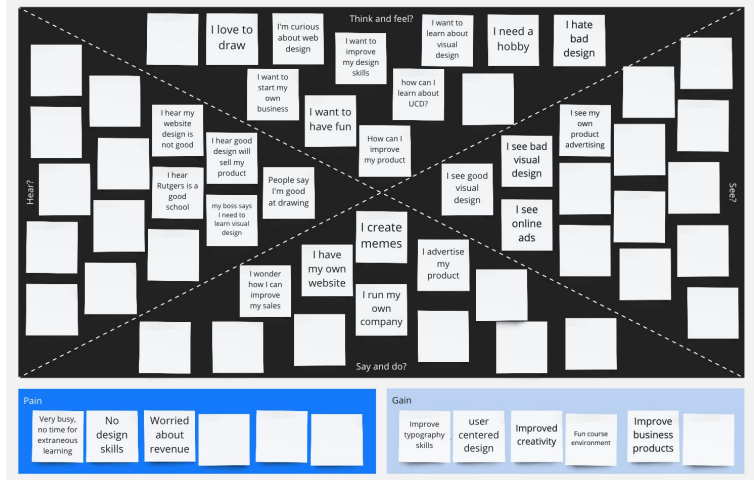 Think and feel?
I love to
draw
I'm curious
about web
design
I want to
improve
my design
skills
I want to
learn about
visual
design
I need a
hobby
I hate
bad
design
I want to
start my
own
business
I want to
have fun
how can I
learn about
UCD?
How can I
improve
my product
Hear?
I hear my
website
design is
not good
I hear good
design will
sell my
product
I hear
Rutgers is a
good
school
my boss says
I need to
learn visual
design
People say
I'm good
at drawing
See?
I see my
own
product
advertising
I see bad
visual
design
I see good
visual
design
I see
online
ads
I create
memes
I have
my own
website
I advertise
my
product
I wonder
how I can
improve
my sales
I run my
own
company
Say and do?
Pain
Very busy,
no time for
extraneous
learning
No
design
skills
Worried
about
revenue
Gain
Improve
typography
skills
user
centered
design
Improved
creativity
Fun course
environment
Improve
business
products